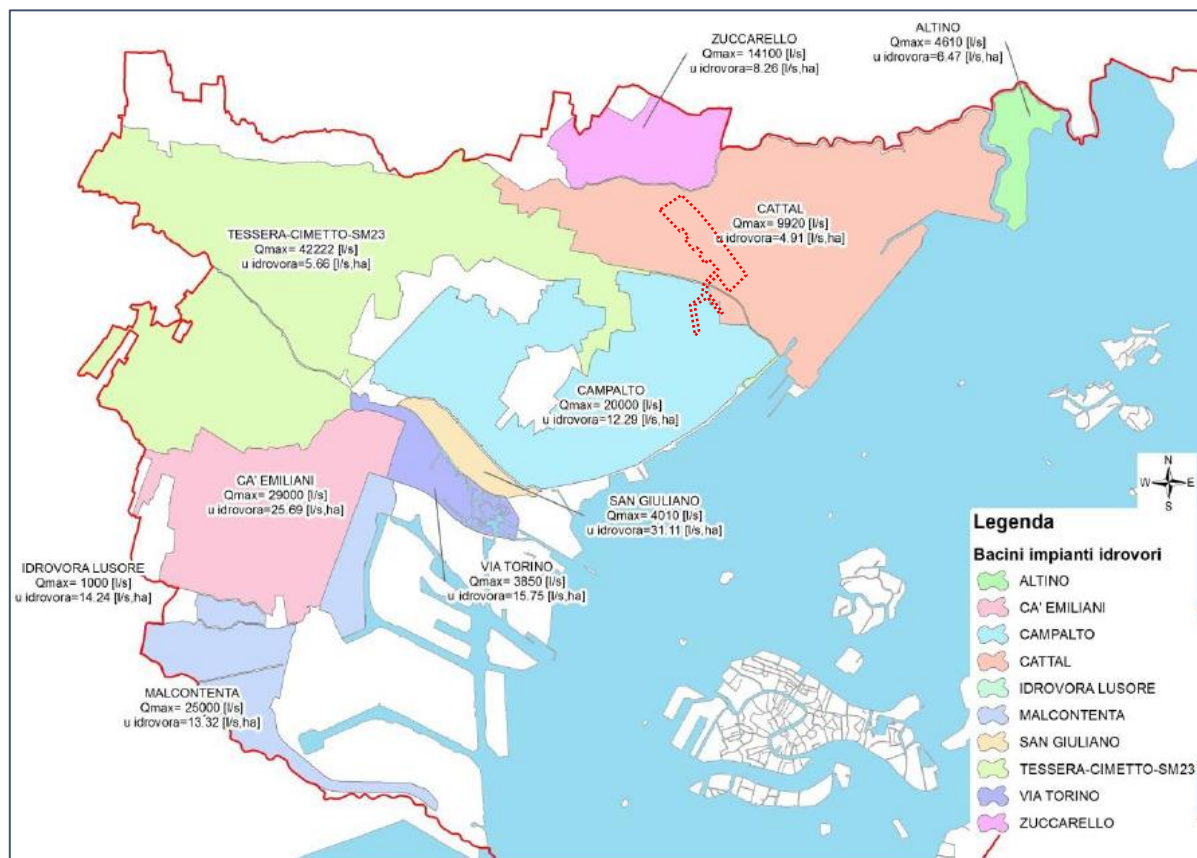 ZUCCARELLO
Qmax= 14100 [l/s]
u idrovora=8.26 [l/s,ha]
ALTINO
Qmax= 4610 [l/s]
u idrovora=6.47 [l/s,ha]
CATTAL
Qmax= 9920 [l/s]
u idrovora=4.91 [l/s,ha]
TESSERA-CIMETTO-SM23
Qmax= 42222 [l/s]
u idrovora=5.66 [l/s,ha]
CAMPALTO
Qmax= 20000 [l/s]
u idrovora=12.29 [l/s,ha]
CA' EMILIANI
Qmax= 29000 [l/s]
u idrovora=25.69 [l/s,ha]
SAN GIULIANO
Qmax= 4010 [l/s]
u idrovora=31.11 [l/s,ha]
IDROVORA LUSORE
Qmax= 1000 [l/s]
u idrovora=14.24 [l/s,ha]
VIA TORINO
Qmax= 3850 [l/s]
u idrovora=15.75 [l/s,ha]
MALCONTENTA
Qmax= 25000 [l/s]
u idrovora=13.32 [l/s,ha]
N
W E
S
Legenda
Bacini impianti idrovori
ALTINO
CA' EMILIANI
CAMPALTO
CATTAL
IDROVORA LUSORE
MALCONTENTA
SAN GIULIANO
TESSERA-CIMETTO-SM23
VIA TORINO
ZUCCARELLO